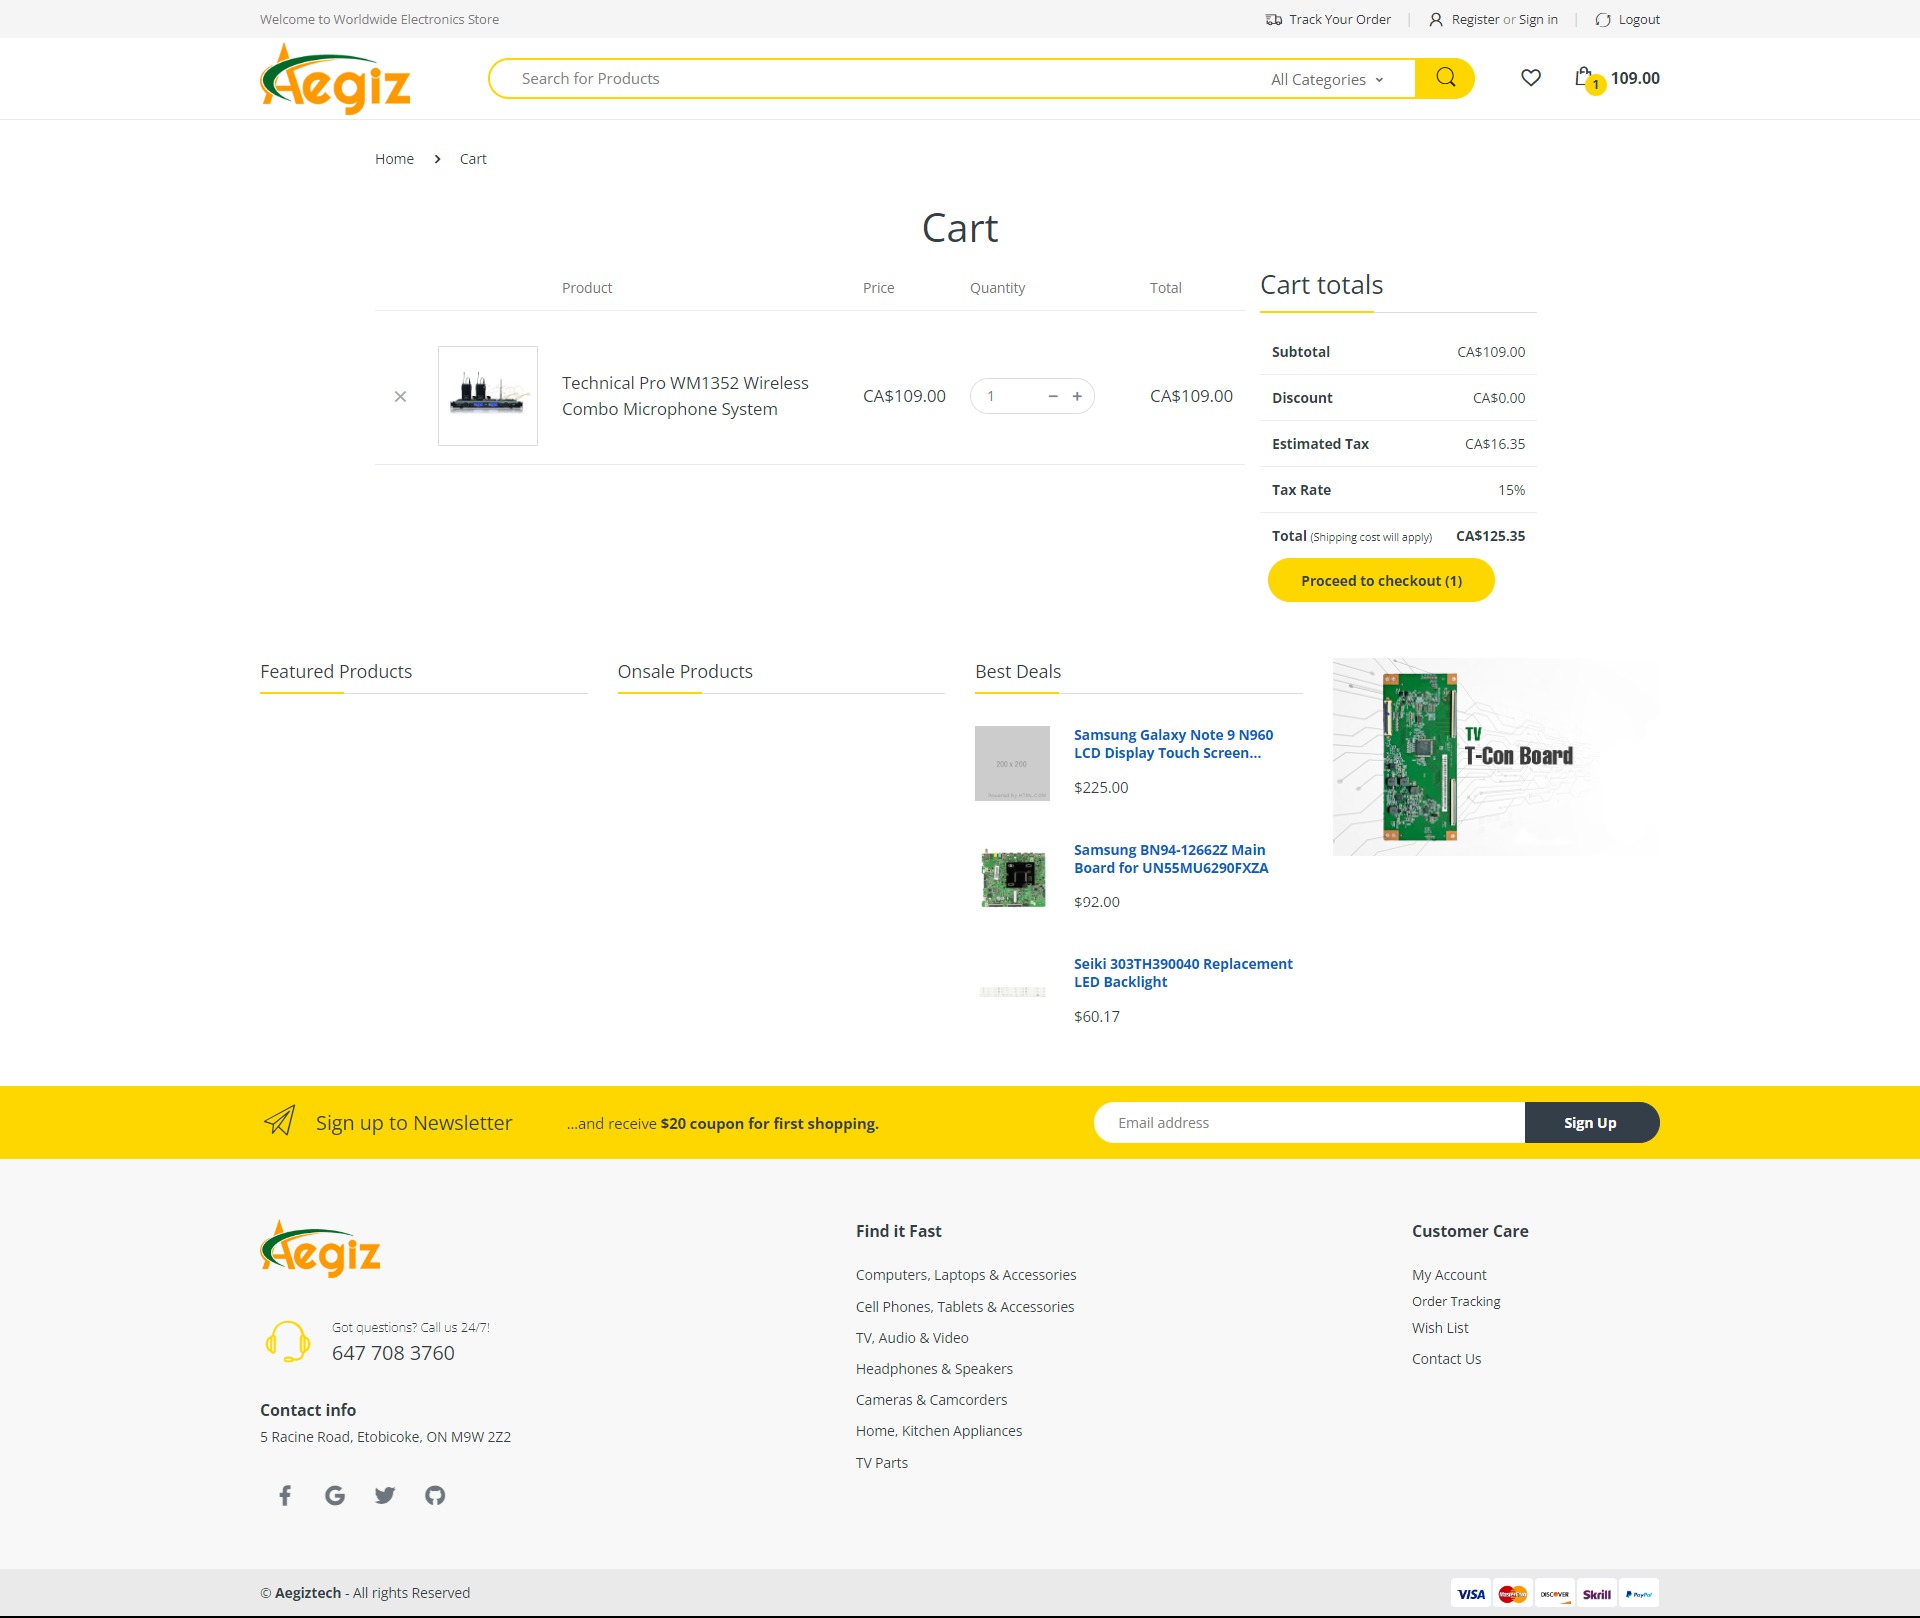 Welcome to Worldwide Electronics Store
Track Your Order
Register or Sign in
Logout
Aegiz
Search for Products
All Categories
1
109.00
Home
Cart
Cart
Product
Price
Quantity
Total
Technical Pro WM1352 Wireless
Combo Microphone System
CA$109.00
1
CA$109.00
Cart totals
Subtotal
CA$109.00
Discount
CA$0.00
Estimated Tax
CA$16.35
Tax Rate
15%
Total (Shipping cost will apply)
CA$125.35
Proceed to checkout (1)
Featured Products
Onsale Products
Best Deals
200 x 200
Samsung Galaxy Note 9 N960
LCD Display Touch Screen...
$225.00
Samsung BN94-12662Z Main
Board for UN55MU6290FXZA
$92.00
Seiki 303TH390040 Replacement
LED Backlight
$60.17
TV
T-Con Board
Sign up to Newsletter
...and receive $20 coupon for first shopping.
Email address
Sign Up
Aegiz
Got questions? Call us 24/7!
647 708 3760
Contact info
5 Racine Road, Etobicoke, ON M9W 2Z2
Find it Fast
Computers, Laptops & Accessories
Cell Phones, Tablets & Accessories
TV, Audio & Video
Headphones & Speakers
Cameras & Camcorders
Home, Kitchen Appliances
TV Parts
Customer Care
My Account
Order Tracking
Wish List
Contact Us
© Aegiztech - All rights Reserved
VISA
MasterCard
DISCOVER
Skrill
PayPal